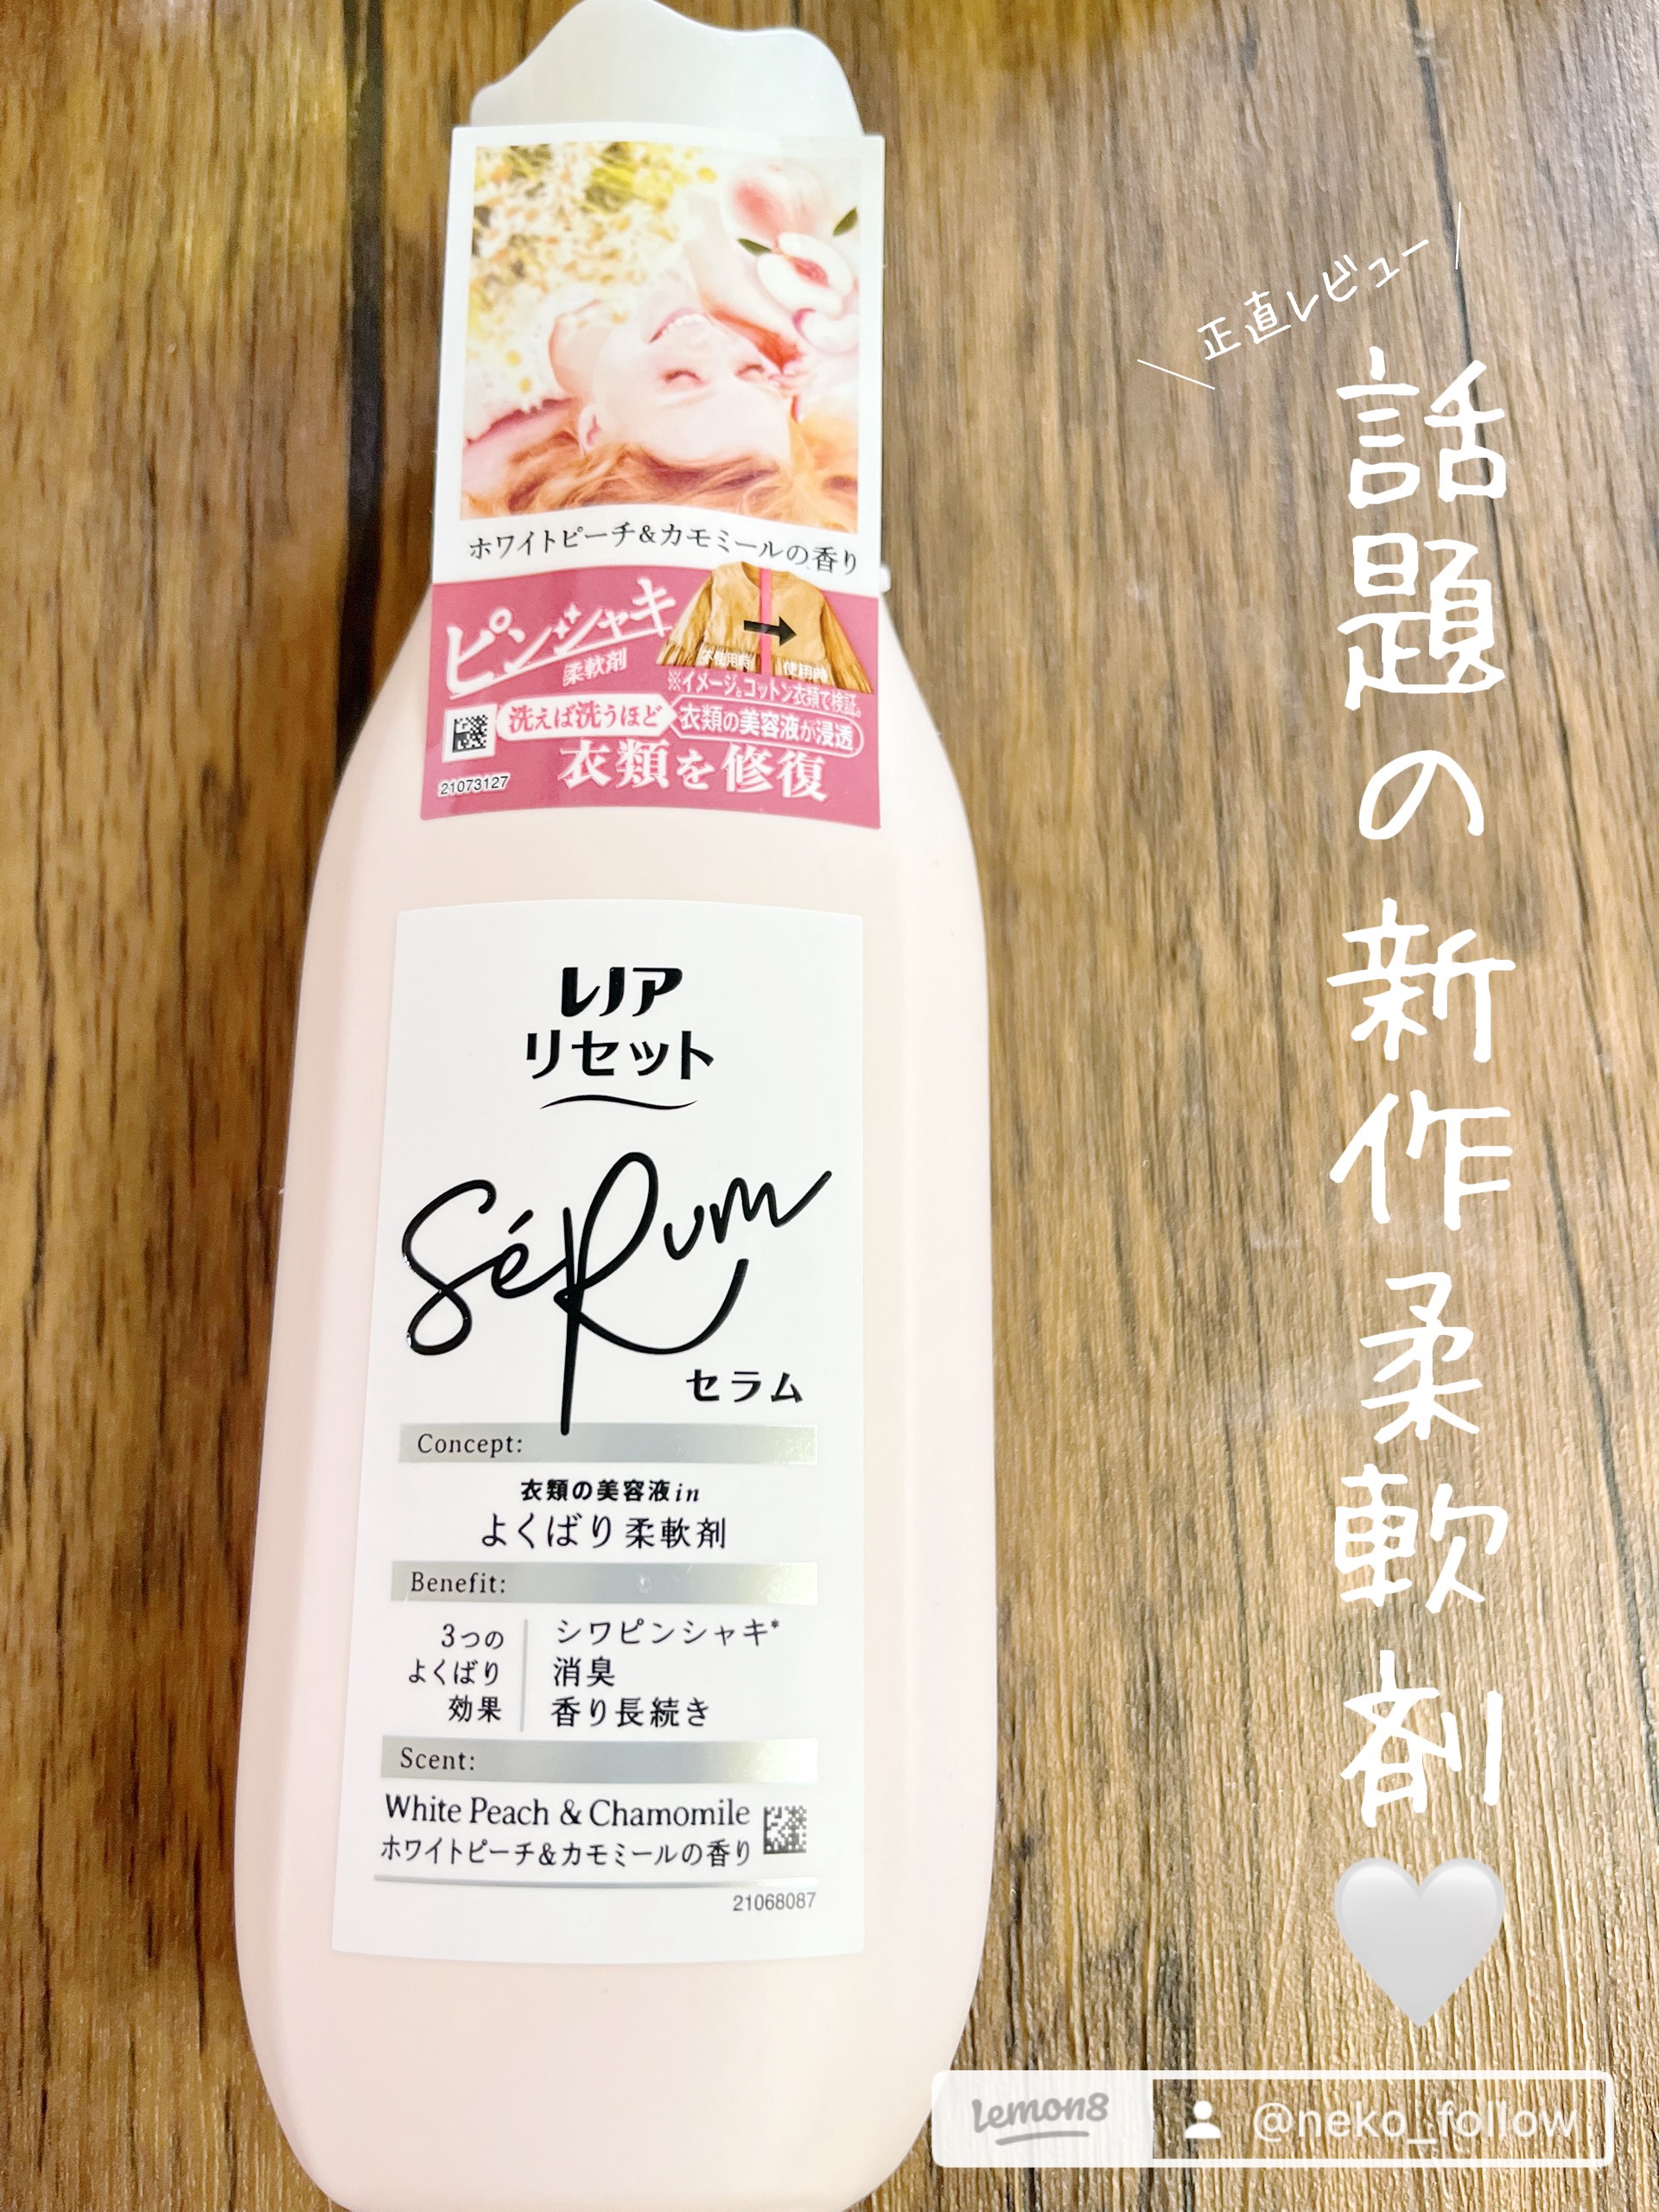 正直レビュー
話題の新作柔軟剤
ホワイトピーチ&カモミールの香り
ピンシャキ
柔軟剤
不使用時
使用時
※イメージ。コットン衣類で検証。
洗えば洗うほど
衣類の美容液が浸透
衣類を修復
21073127
レノア
リセット
SéRum
セラム
Concept:
衣類の美容液in
よくばり柔軟剤
Benefit:
3つの
よくばり
効果
シワピンシャキ*
消臭
香り長続き
Scent:
White Peach & Chamomile
ホワイトピーチ&カモミールの香り
21068087
Lemon8
@neko_follow